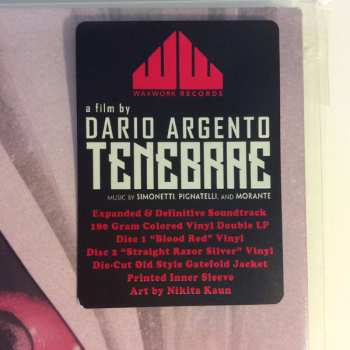 WAXWORK RECORDS
a film by
DARIO ARGENTO
TENEBRAE
MUSIC BY SIMONETTI, PIGNATELLI, AND MORANTE
Expanded & Definitive Soundtrack
180 Gram Colored Vinyl Double LP
Disc 1 “Blood Red” Vinyl
Disc 2 “Straight Razor Silver” Vinyl
Die-Cut Old Style Gatefold Jacket
Printed Inner Sleeve
Art by Nikita Kaun